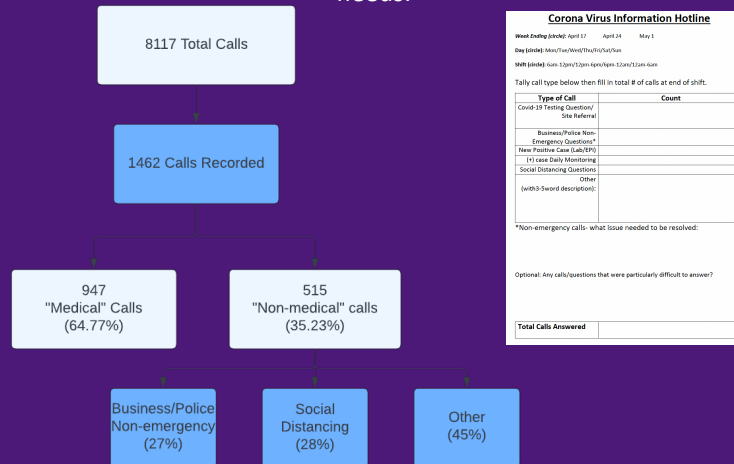 8117 Total Calls
1462 Calls Recorded
947
"Medical" Calls
(64.77%)
515
"Non-medical" calls
(35.23%)
Business/Police
Non-emergency
(27%)
Social
Distancing
(28%)
Other
(45%)
Corona Virus Information Hotline
Week Ending (circle): April 17 April 24 May 1
Day (circle): Mon/Tue/Wed/Thu/Fri/Sat/Sun
Shift (circle): 6am-12pm/12pm-6pm/6pm-12am/12am-6am
Tally call type below then fill in total # of calls at end of shift.
Type of Call Count
Covid-19 Testing Question/
Site Referral
Business/Police Non-
Emergency Questions*
New Positive Case (Lab/EPI)
(+) case Daily Monitoring
Social Distancing Questions
Other
(with3-5word description):
*Non-emergency calls- what issue needed to be resolved:
Optional: Any calls/questions that were particularly difficult to answer?
Total Calls Answered